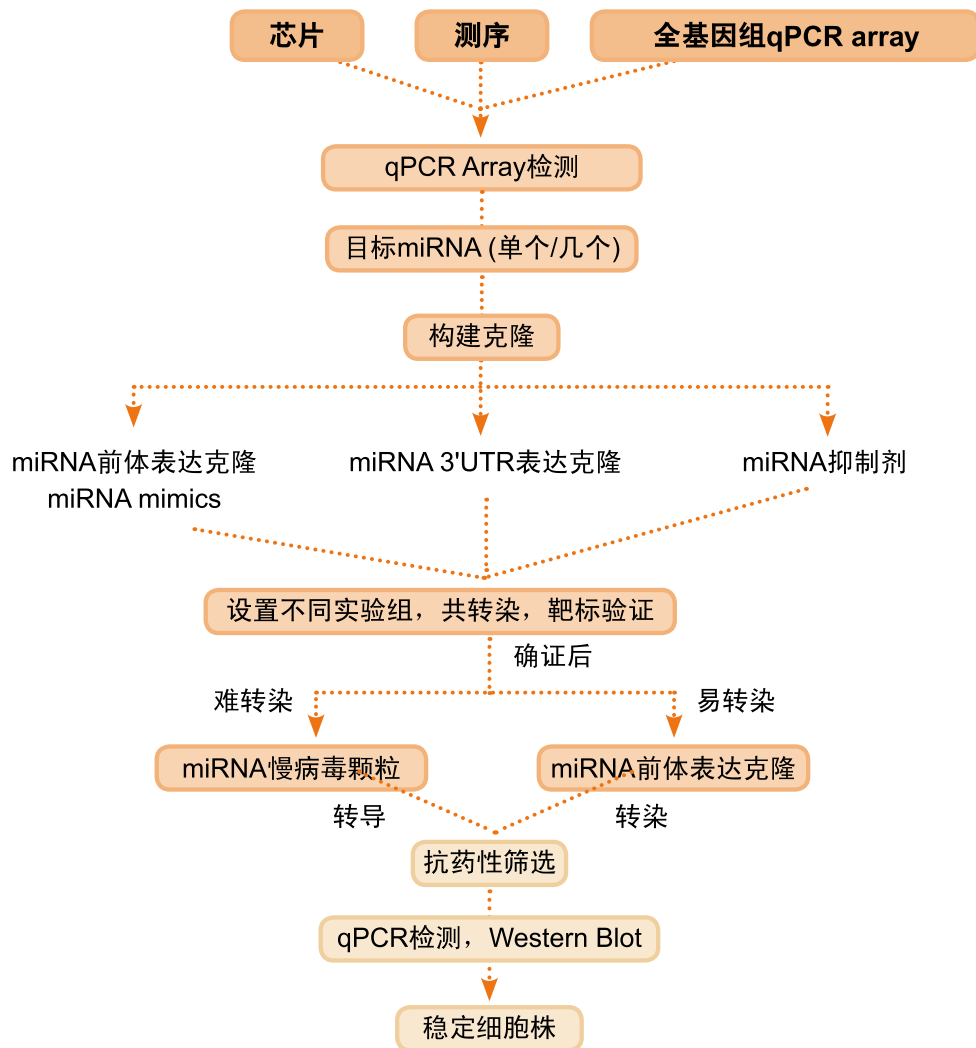 芯片
测序
全基因组qPCR array
qPCR Array检测
目标miRNA (单个/几个)
构建克隆
miRNA前体表达克隆
miRNA mimics
miRNA 3'UTR表达克隆
miRNA抑制剂
设置不同实验组，共转染，靶标验证
确证后
难转染
易转染
miRNA慢病毒颗粒
miRNA前体表达克隆
转导
转染
抗药性筛选
qPCR检测，Western Blot
稳定细胞株